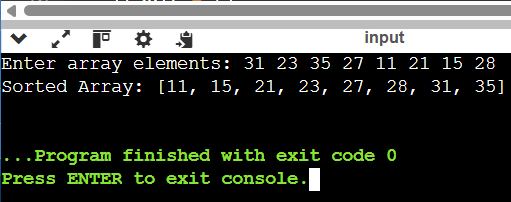 input
Enter array elements: 31 23 35 27 11 21 15 28
Sorted Array: [11, 15, 21, 23, 27, 28, 31, 35]
...Program finished with exit code 0
Press ENTER to exit console.